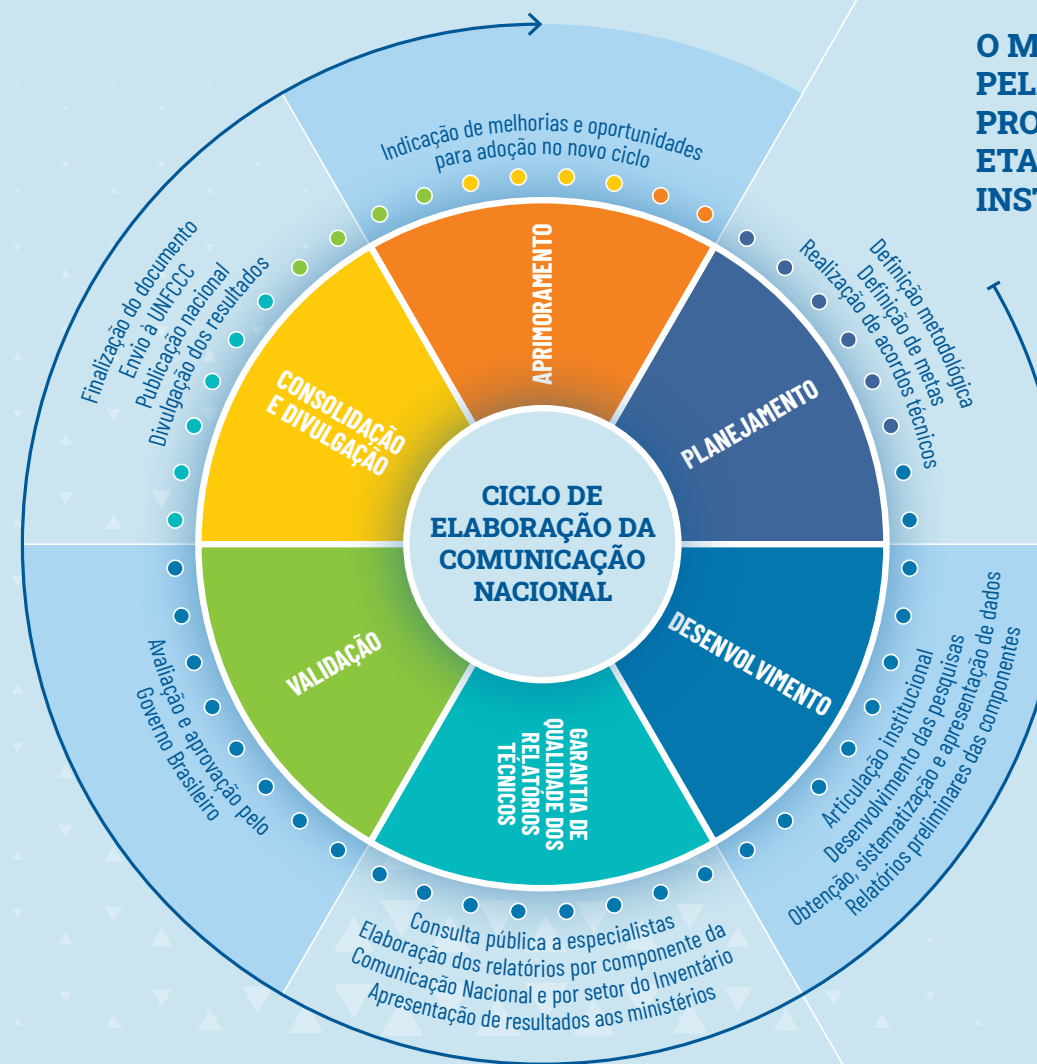 O M
PEL
PRO
ETA
INST
Indicação de melhorias e oportunidades
para adoção no novo ciclo
APRIMORAMENTO
Definição metodológica
Definição de metas
Realização de acordos técnicos
PLANEJAMENTO
Articulação institucional
Desenvolvimento das pesquisas
Obtenção, sistematização e apresentação de dados
Relatórios preliminares das componentes
DESENVOLVIMENTO
GARANTIA DE
QUALIDADE DOS
RELATÓRIOS
TÉCNICOS
Consulta pública a especialistas
Elaboração dos relatórios por componente da
Comunicação Nacional e por setor do Inventário
Apresentação de resultados aos ministérios
VALIDAÇÃO
Avaliação e aprovação pelo
Governo Brasileiro
CONSOLIDAÇÃO
E DIVULGAÇÃO
Finalização do documento
Envio à UNFCCC
Publicação nacional
Divulgação dos resultados
CICLO DE
ELABORAÇÃO DA
COMUNICAÇÃO
NACIONAL